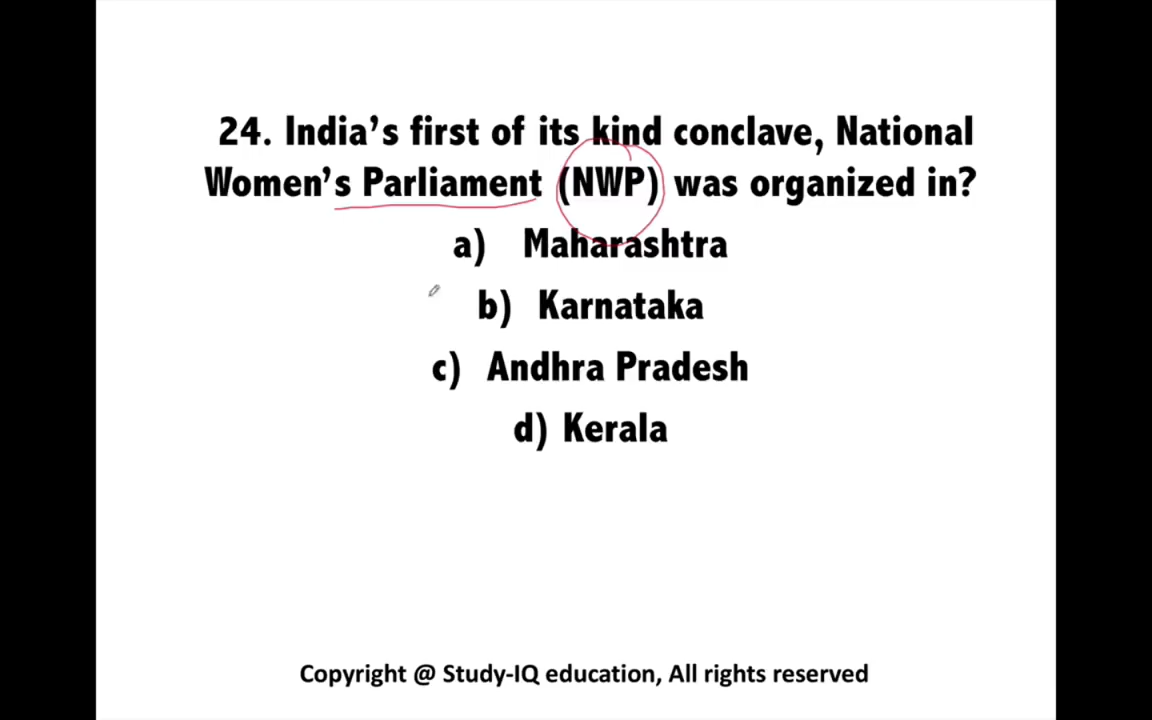 24. India’s first of its kind conclave, National
Women’s Parliament (NWP) was organized in?
a) Maharashtra
b) Karnataka
c) Andhra Pradesh
d) Kerala
Copyright @ Study-IQ education, All rights reserved